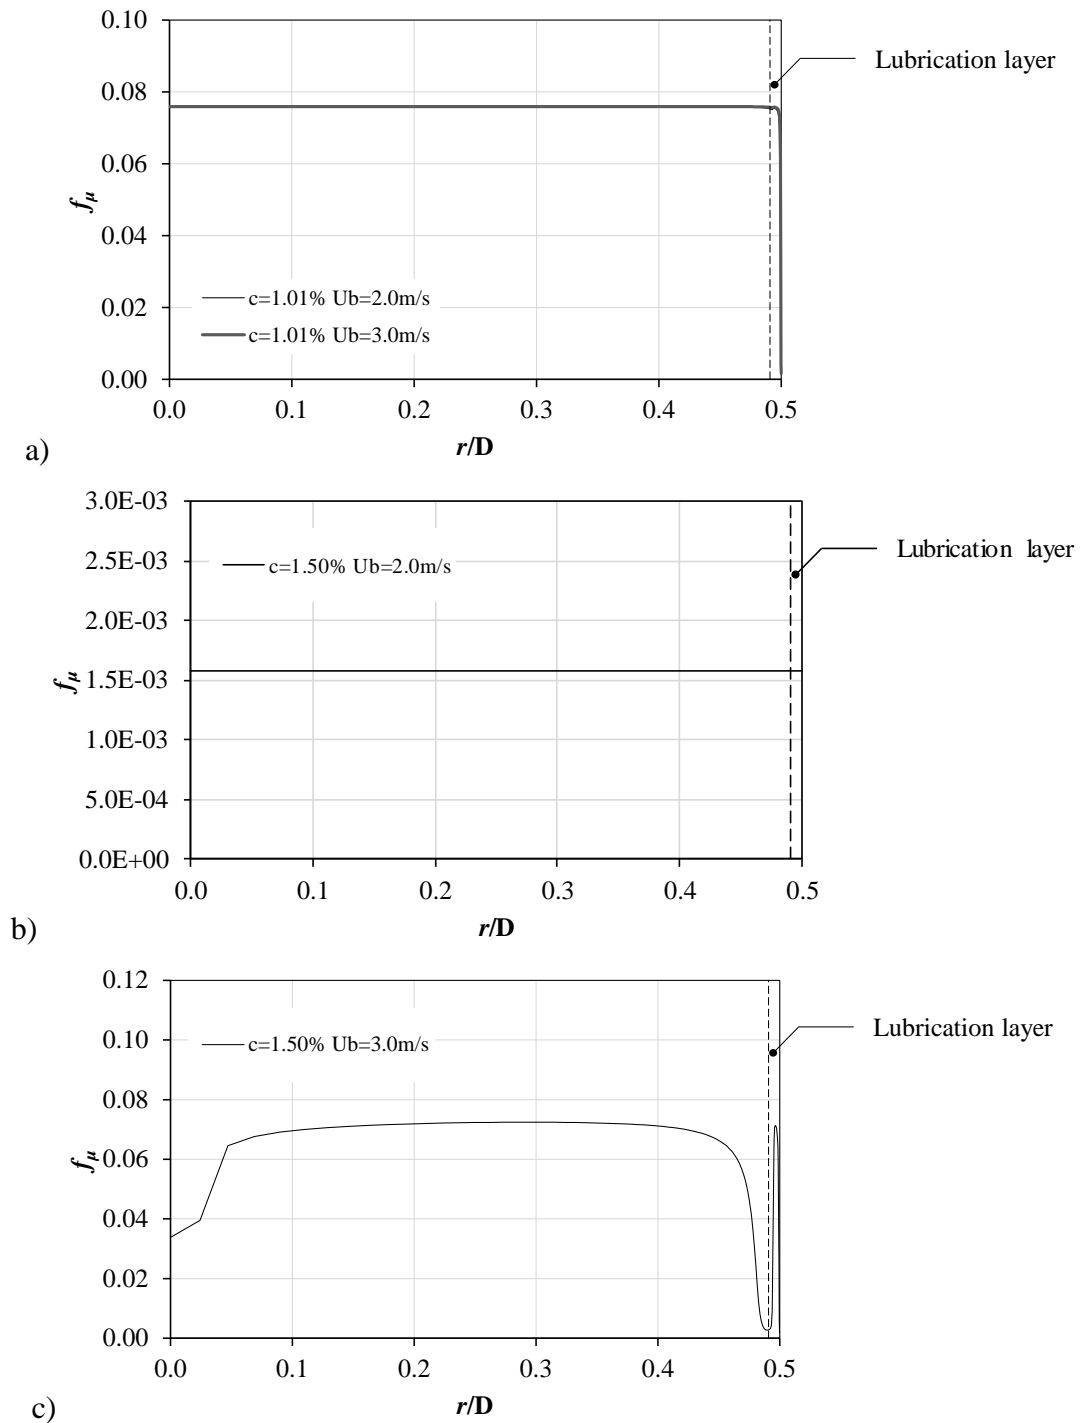 0.10
0.08
0.06
0.04
0.02
0.00
fμ
Lubrication layer
c=1.01% Ub=2.0m/s
c=1.01% Ub=3.0m/s
0.0 0.1 0.2 0.3 0.4 0.5
r/D
a)
3.0E-03
2.5E-03
2.0E-03
1.5E-03
1.0E-03
5.0E-04
0.0E+00
fμ
Lubrication layer
c=1.50% Ub=2.0m/s
0.0 0.1 0.2 0.3 0.4 0.5
r/D
b)
0.12
0.10
0.08
0.06
0.04
0.02
0.00
fμ
Lubrication layer
c=1.50% Ub=3.0m/s
0.0 0.1 0.2 0.3 0.4 0.5
r/D
c)